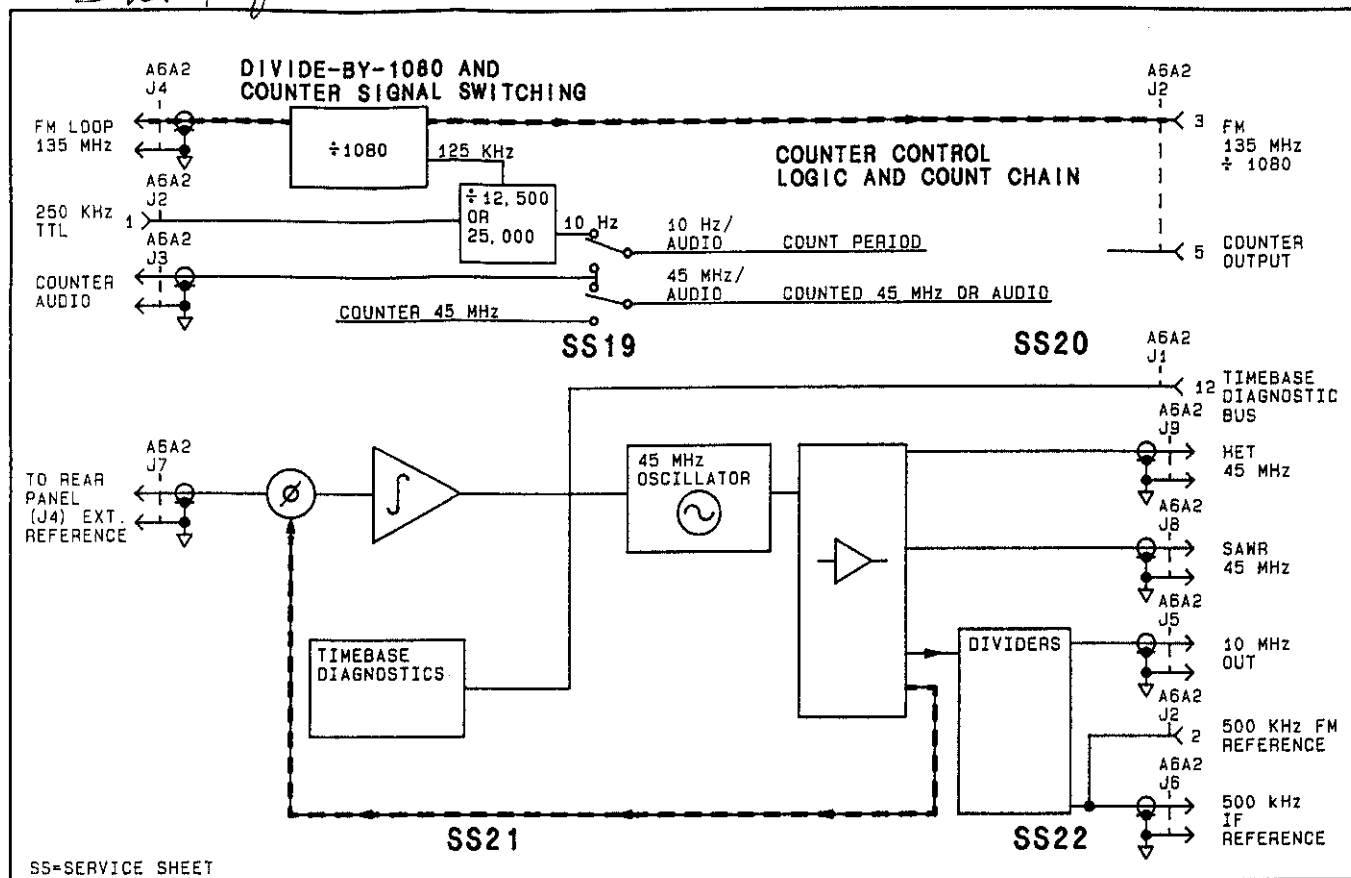 A6A2
J4
DIVIDE-BY-1080 AND
COUNTER SIGNAL SWITCHING
A6A2
J2
FM LOOP
135 MHz
÷1080
125 KHz
3
FM
135 MHz
÷ 1080
COUNTER CONTROL
LOGIC AND COUNT CHAIN
A6A2
J2
250 KHz
TTL
1
÷12,500
OR
25,000
10 Hz
10 Hz/
AUDIO
COUNT PERIOD
5
COUNTER
OUTPUT
A6A2
J3
COUNTER
AUDIO
45 MHz/
AUDIO
COUNTED 45 MHz OR AUDIO
COUNTER 45 MHz
SS19
SS20
A6A2
J1
12
TIMEBASE
DIAGNOSTIC
BUS
A6A2
J9
HET
45 MHz
A6A2
J7
TO REAR
PANEL
(J4) EXT.
REFERENCE
ø
∫
45 MHz
OSCILLATOR
A6A2
J8
SAWR
45 MHz
A6A2
J5
10 MHz
OUT
TIMEBASE
DIAGNOSTICS
DIVIDERS
A6A2
J2
2
500 KHz FM
REFERENCE
A6A2
J6
500 kHz
IF
REFERENCE
SS21
SS22
SS=SERVICE SHEET